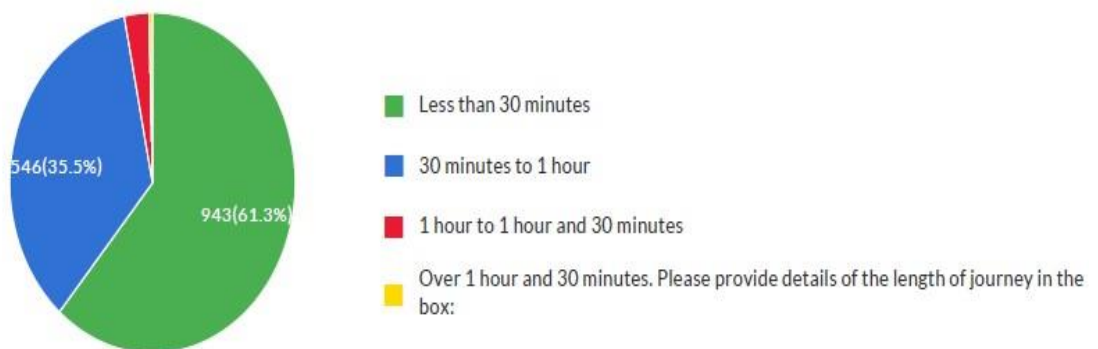 546(35.5%)
943(61.3%)
Less than 30 minutes
30 minutes to 1 hour
1 hour to 1 hour and 30 minutes
Over 1 hour and 30 minutes. Please provide details of the length of journey in the
box: